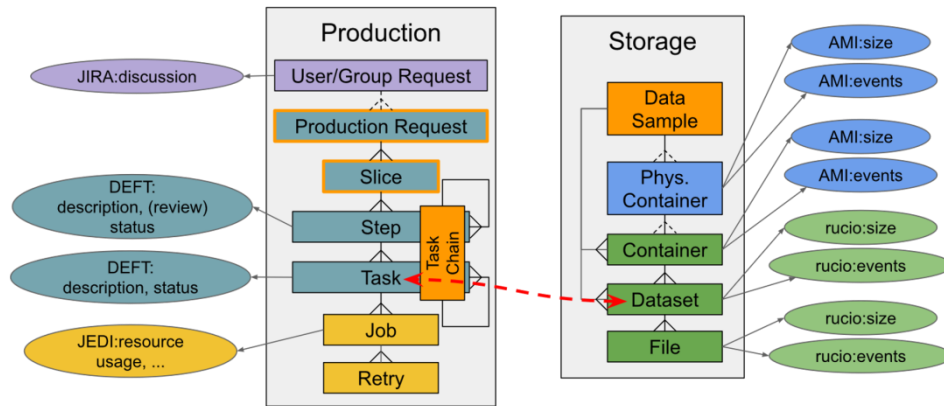 Production
User/Group Request
JIRA:discussion
Production Request
Slice
DEFT:
description, (review)
status
Step
Task
Chain
DEFT:
description, status
Task
Job
JEDI:resource
usage, ...
Retry
Storage
Data
Sample
Phys.
Container
Container
Dataset
File
AMI:size
AMI:events
AMI:size
AMI:events
rucio:size
rucio:events
rucio:size
rucio:events